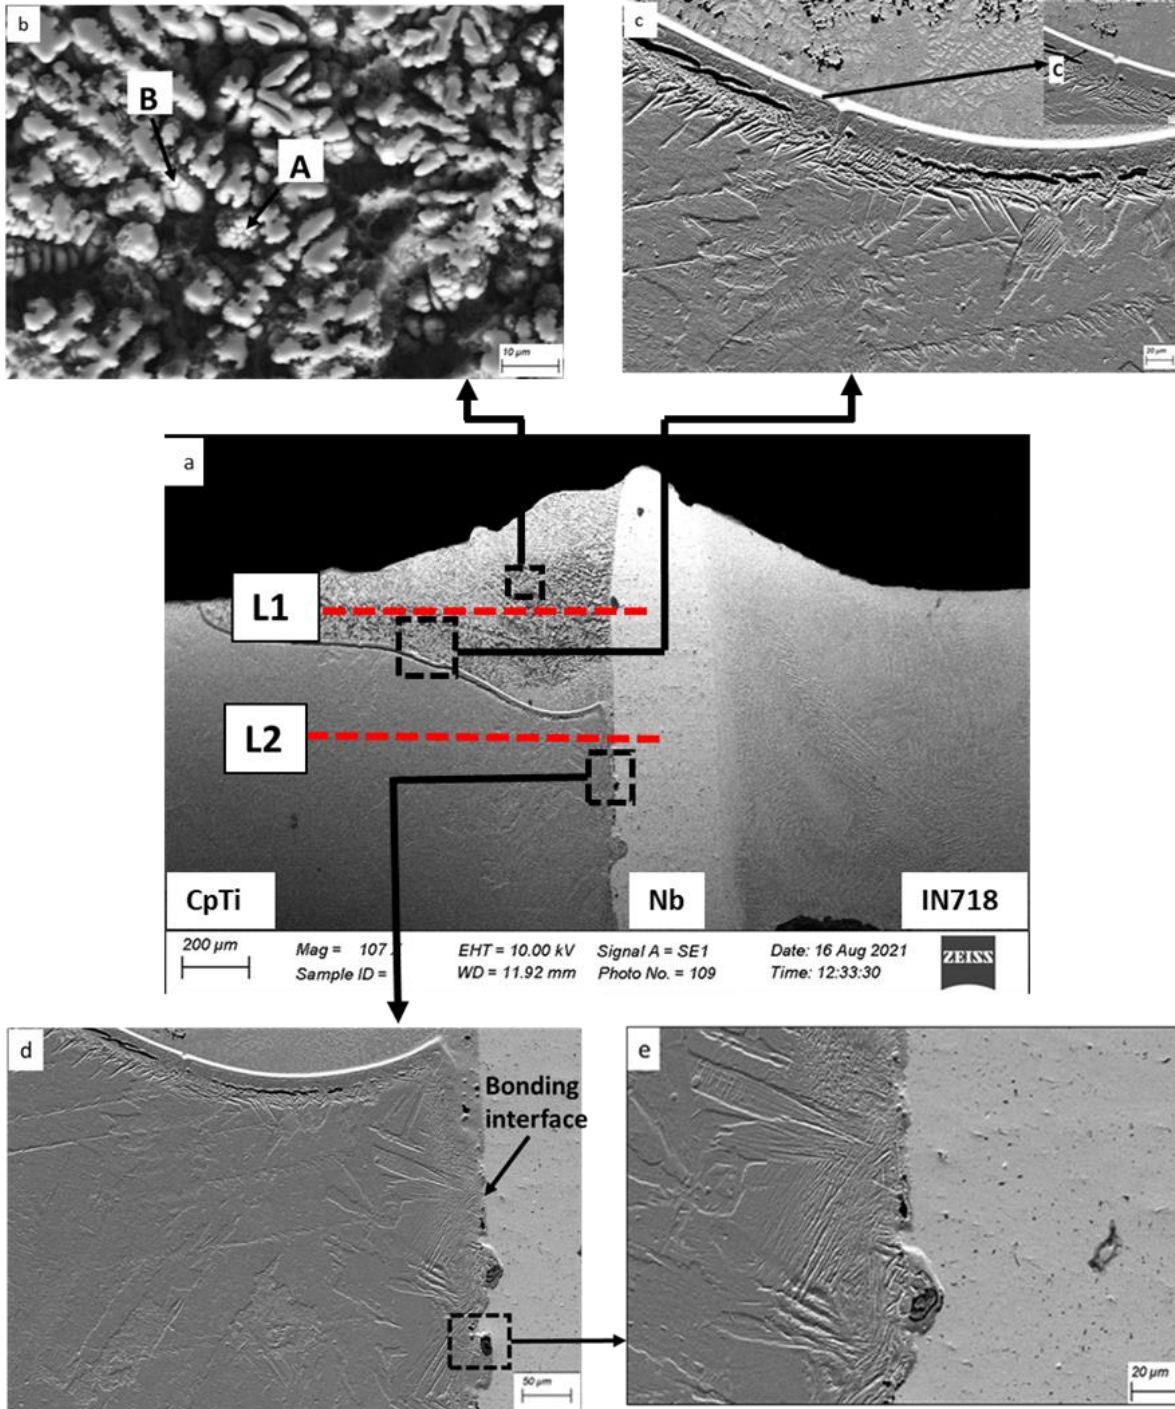 b
B
A
10 µm
c
C
20 µm
a
L1
L2
CpTi
Nb
IN718
200 µm
Mag = 107
EHT = 10.00 kV
Signal A = SE1
Date: 16 Aug 2021
ZEISS
Sample ID =
WD = 11.92 mm
Photo No. = 109
Time: 12:33:30
d
Bonding
interface
50 µm
e
20 µm